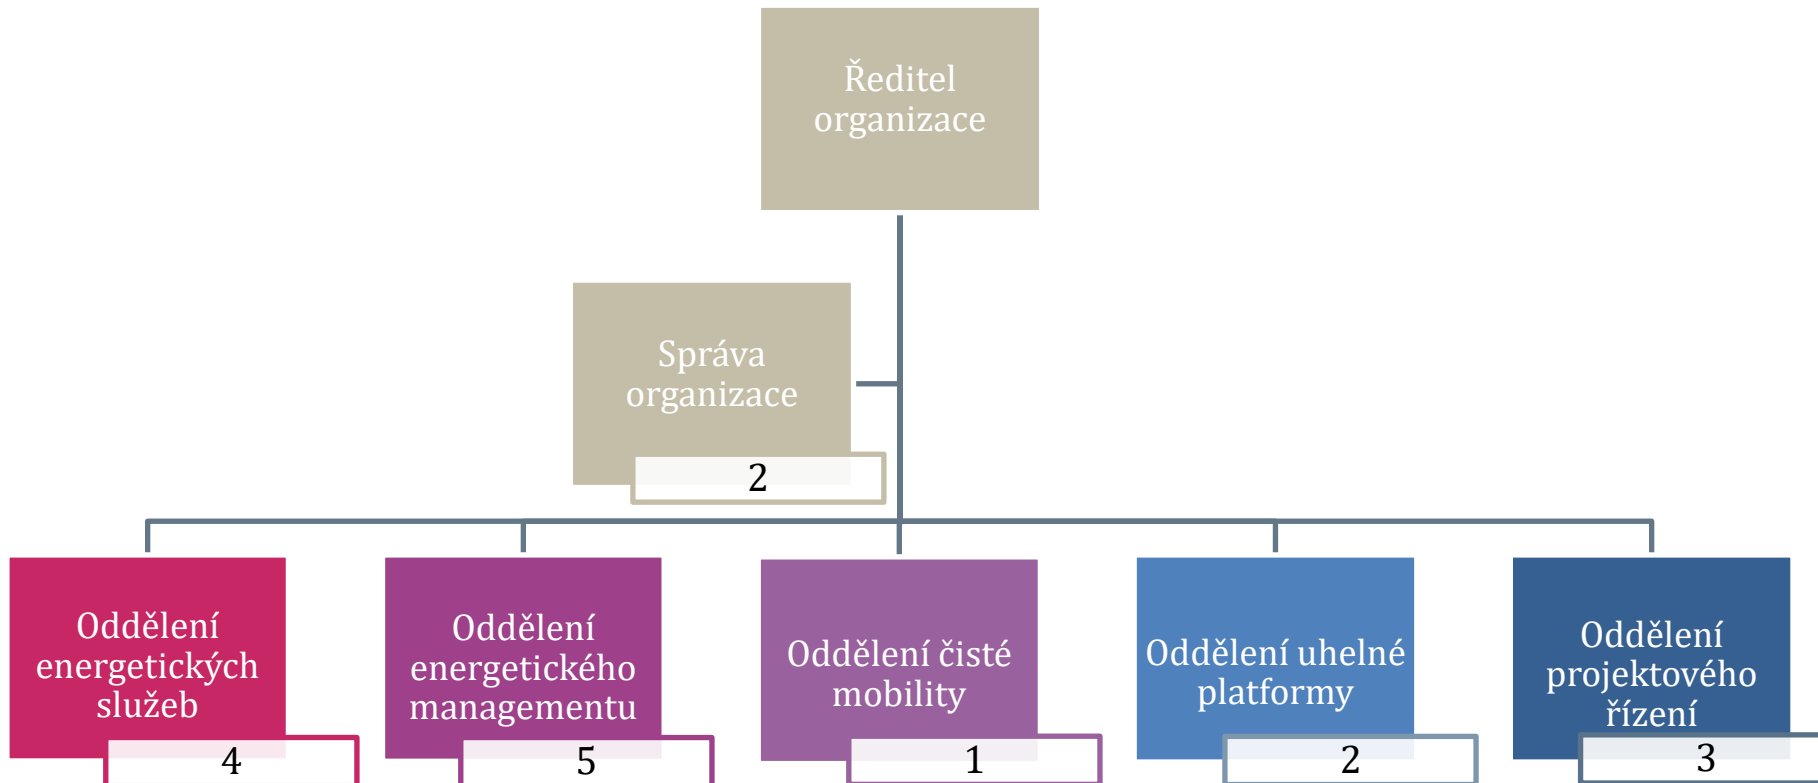 Ředitel
organizace
Správa
organizace
2
Oddělení
energetických
služeb
4
Oddělení
energetického
managementu
5
Oddělení čisté
mobility
1
Oddělení uhelné
platformy
2
Oddělení
projektového
řízení
3